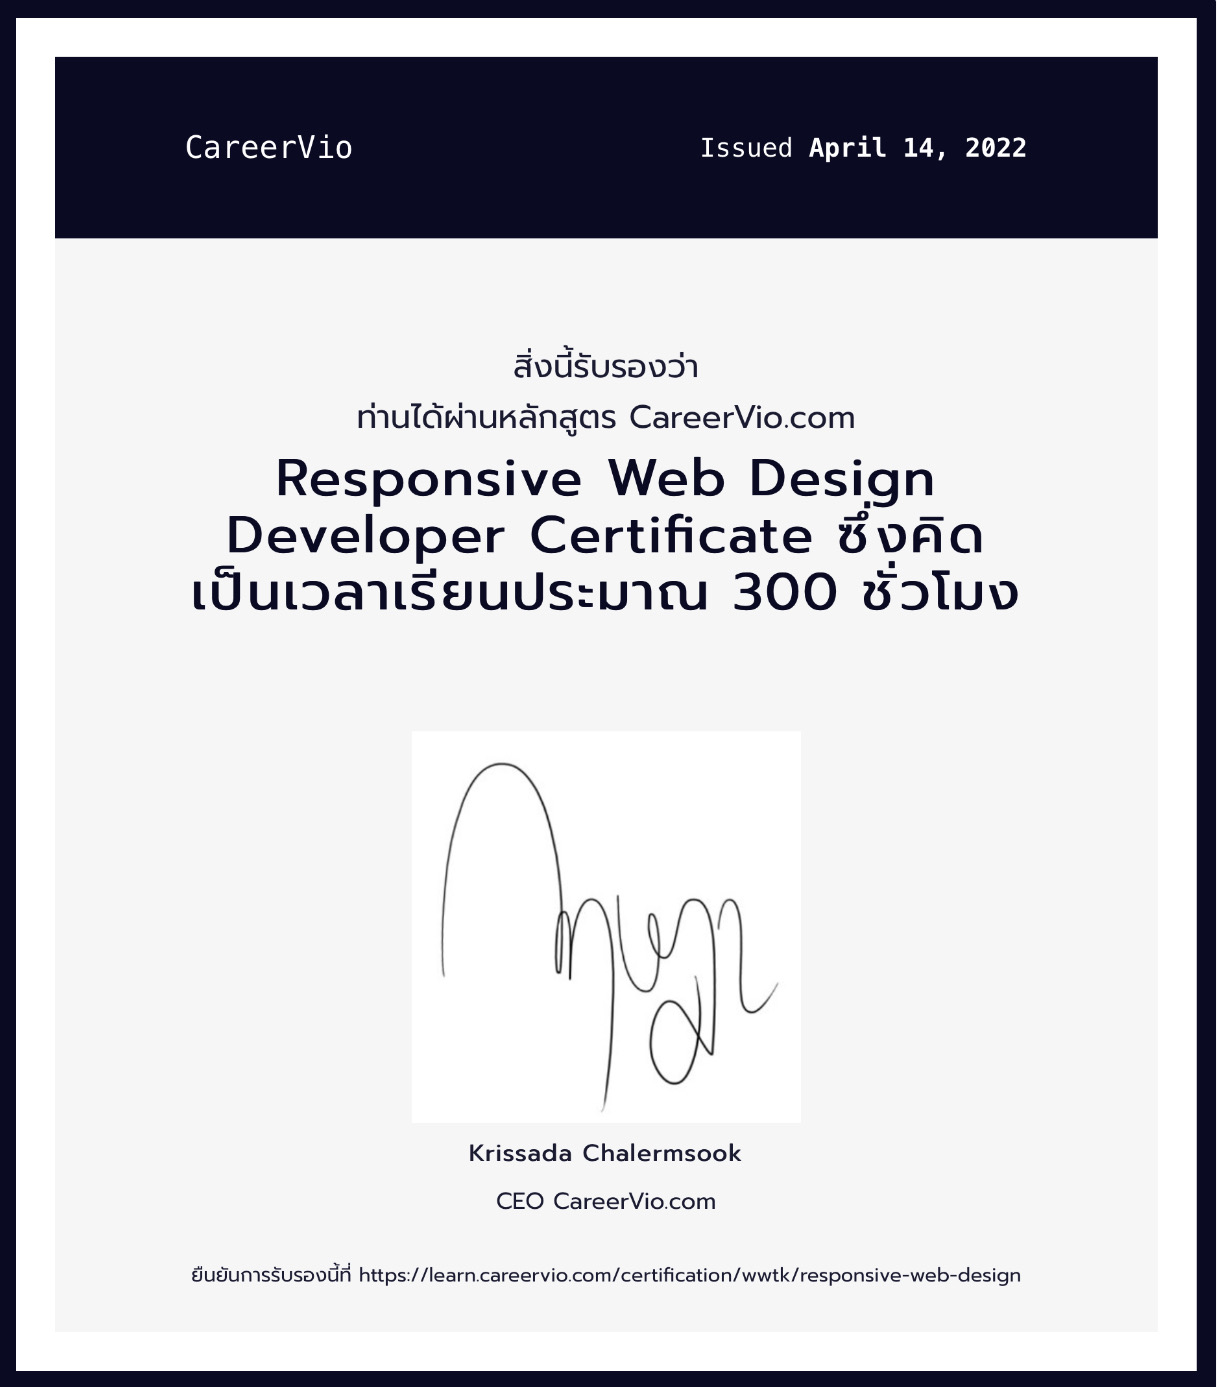 CareerVio
Issued April 14, 2022
สิ่งนี้รับรองว่า
ท่านได้ผ่านหลักสูตร CareerVio.com
Responsive Web Design
Developer Certificate ซึ่งคิด
เป็นเวลาเรียนประมาณ 300 ชั่วโมง
Krissada Chalermsook
CEO CareerVio.com
ยืนยันการรับรองนี้ที่ https://learn.careervio.com/certification/wwtk/responsive-web-design